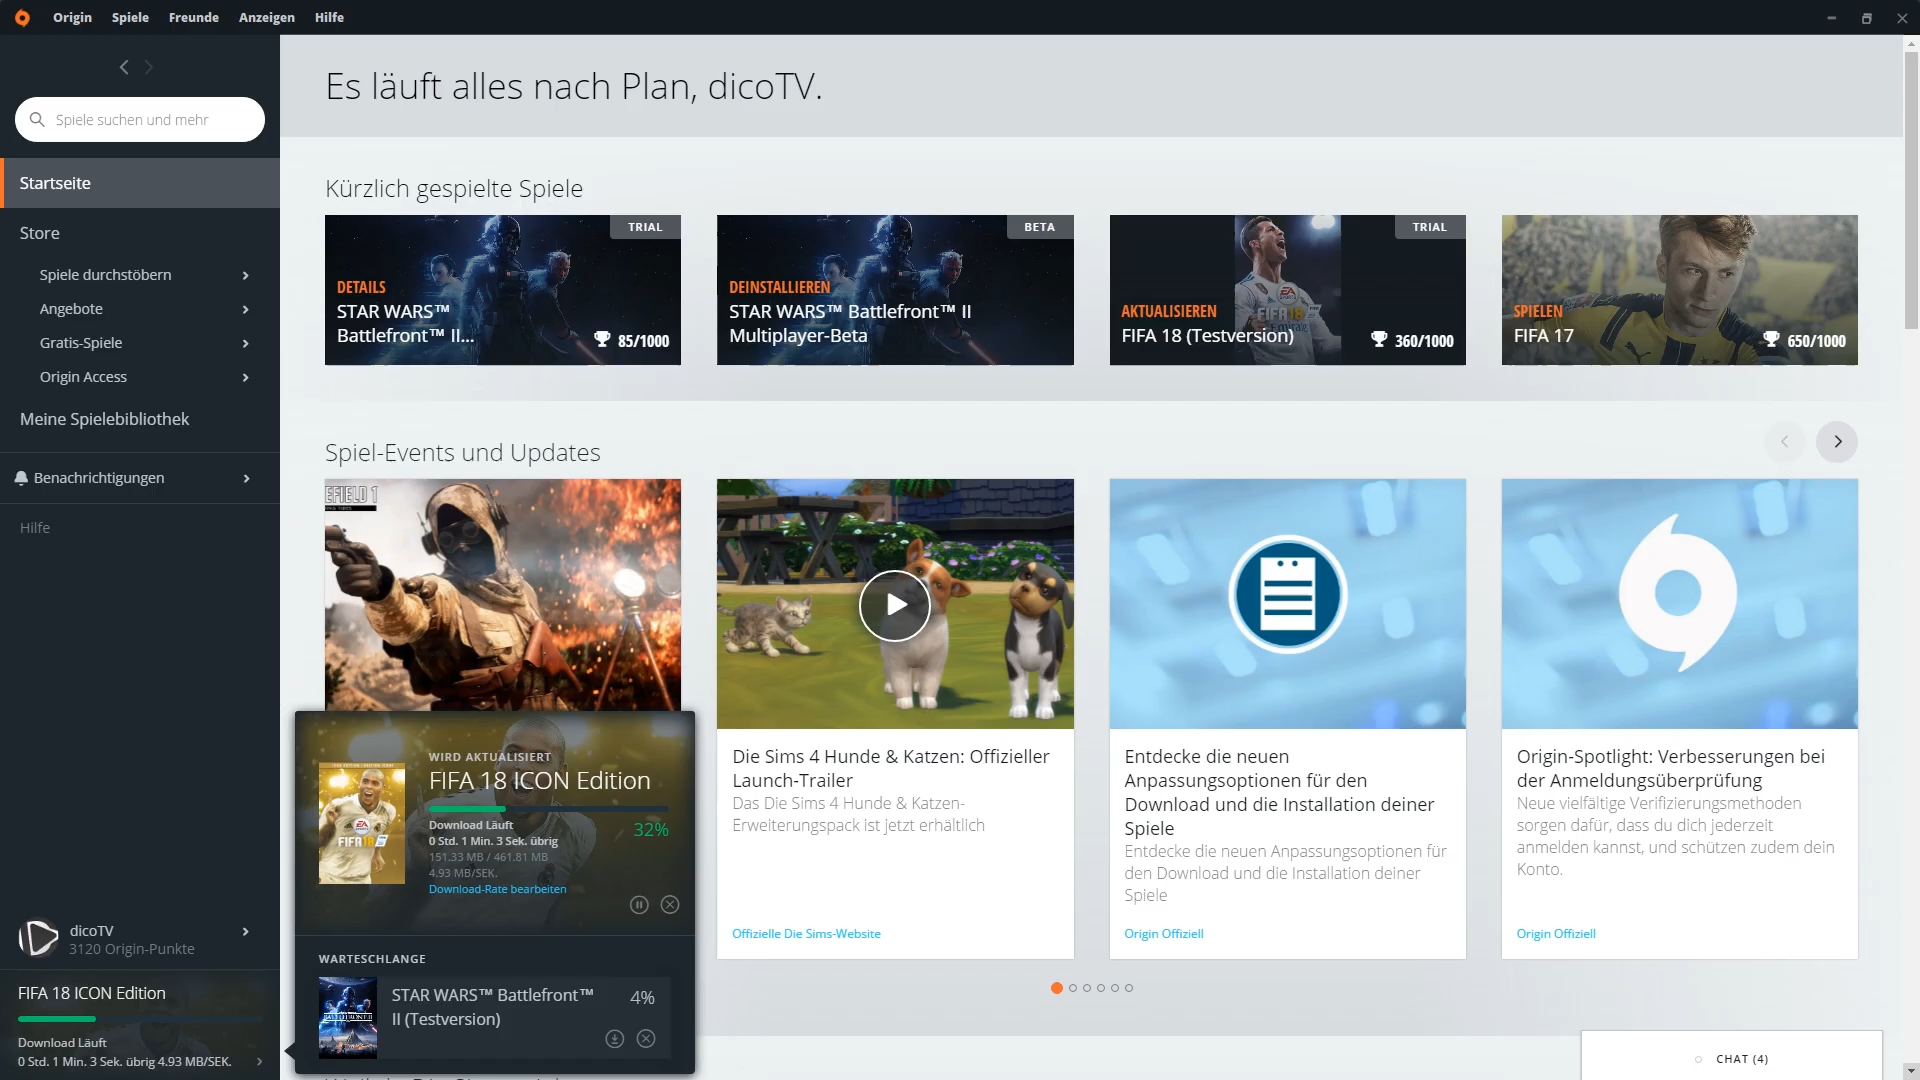 Origin Spiele Freunde Anzeigen Hilfe
Spiele suchen und mehr
Startseite
Store
Spiele durchstöbern
Angebote
Gratis-Spiele
Origin Access
Meine Spielebibliothek
Benachrichtigungen
Hilfe
dicoTV
3120 Origin-Punkte
FIFA 18 ICON Edition
Download Läuft
0 Std. 1 Min. 3 Sek. übrig 4.93 MB/SEK.
Es läuft alles nach Plan, dicoTV.
Kürzlich gespielte Spiele
TRIAL
DETAILS
STAR WARS™
Battlefront™ II...
85/1000
BETA
DEINSTALLIEREN
STAR WARS™ Battlefront™ II
Multiplayer-Beta
TRIAL
AKTUALISIEREN
FIFA 18 (Testversion)
360/1000
SPIELEN
FIFA 17
650/1000
Spiel-Events und Updates
EFIELD 1
Die Sims 4 Hunde & Katzen: Offizieller
Launch-Trailer
Das Die Sims 4 Hunde & Katzen-
Erweiterungspack ist jetzt erhältlich
Offizielle Die Sims-Website
Entdecke die neuen
Anpassungsoptionen für den
Download und die Installation deiner
Spiele
Entdecke die neuen Anpassungsoptionen für
den Download und die Installation deiner
Spiele
Origin Offiziell
Origin-Spotlight: Verbesserungen bei
der Anmeldungsüberprüfung
Neue vielfältige Verifizierungsmethoden
sorgen dafür, dass du dich jederzeit
anmelden kannst, und schützen zudem dein
Konto.
Origin Offiziell
WIRD AKTUALISIERT
FIFA 18 ICON Edition
Download Läuft
32%
0 Std. 1 Min. 3 Sek. übrig
151.33 MB / 461.81 MB
4.93 MB/SEK.
Download-Rate bearbeiten
EA
SPORTS
FIFA 18
WARTESCHLANGE
STAR WARS™ Battlefront™
II (Testversion)
4%
BATTLEFRONT II
CHAT (4)